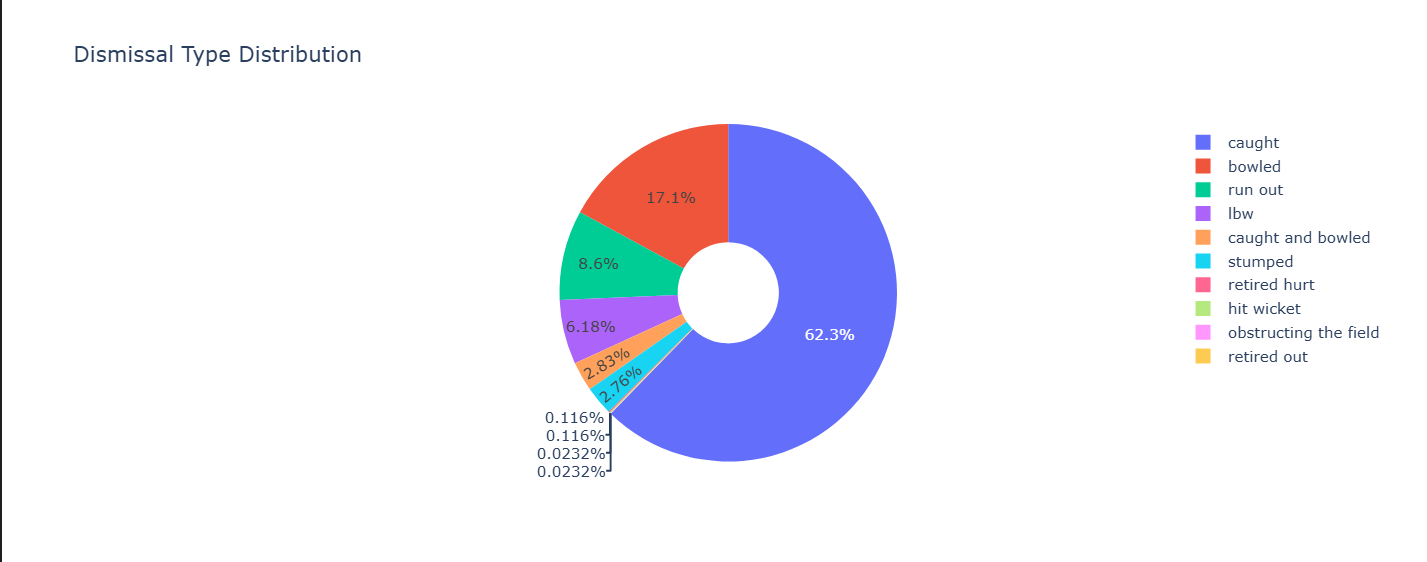 Dismissal Type Distribution
17.1%
8.6%
6.18%
2.83%
2.76%
62.3%
0.116%
0.116%
0.0232%
0.0232%
caught
bowled
run out
lbw
caught and bowled
stumped
retired hurt
hit wicket
obstructing the field
retired out